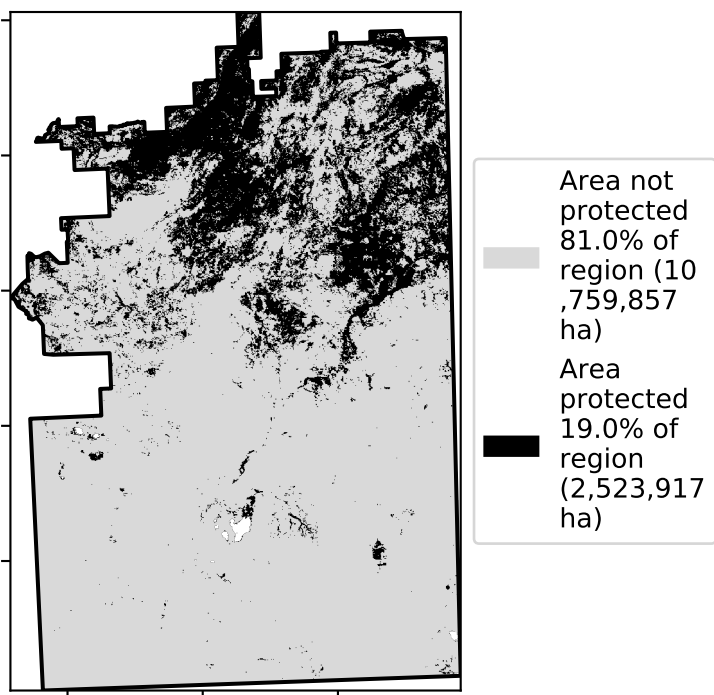 Area not
protected
81.0% of
region (10
,759,857
ha)
Area
protected
19.0% of
region
(2,523,917
ha)